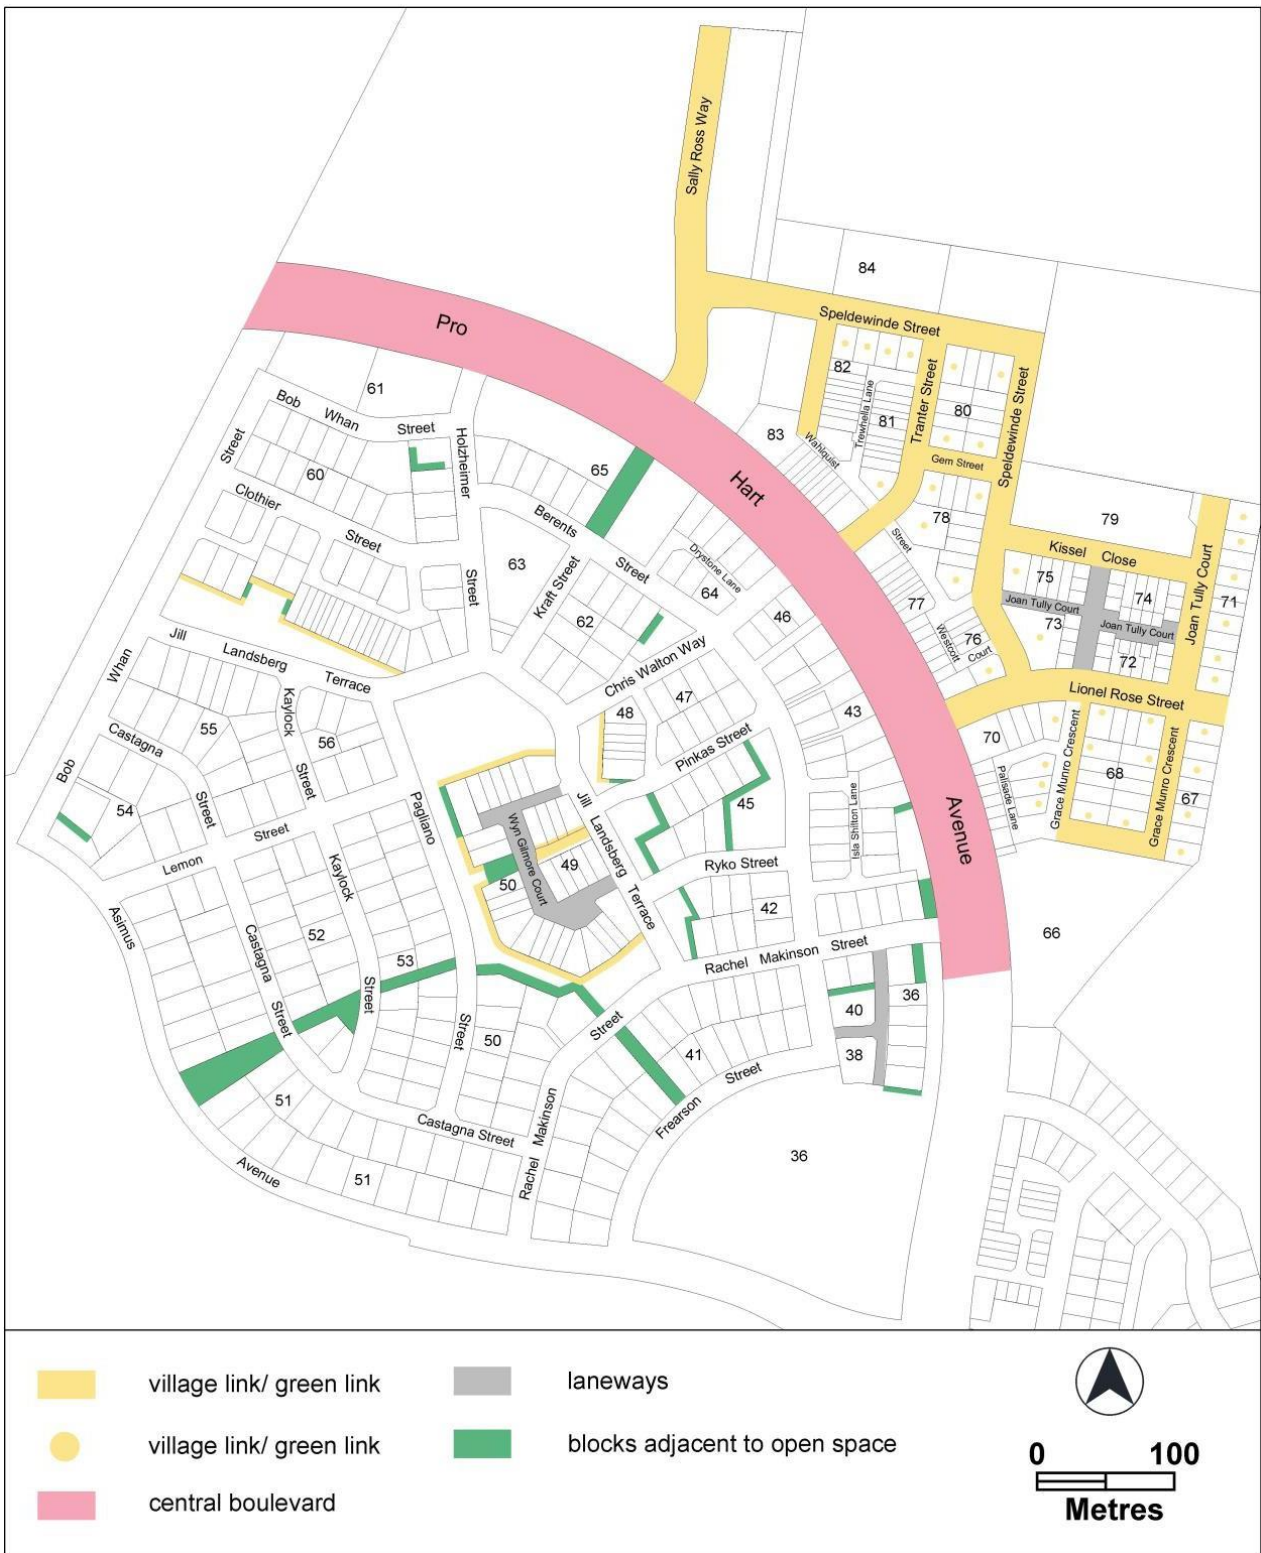 Sally Ross Way
84
Speldewinde Street
Pro
61
82
Trewhella Lane
Tranter Street
80
Speldewinde Street
Bob Whan Street
Holzheimer
Street
81
83
Wahlquist
Street
Gem Street
65
60
Hart
Clothier
Street
Berents
Street
78
79
Kissel Close
63
Kraft Street
Drystone Lane
64
75
74
71
Joan Tully Court
Joan Tully Court
Joan Tully Court
77
62
46
73
76
Westcott
Court
72
Jill
Landsberg
Terrace
Whan
Chris Walton Way
Lionel Rose Street
Kaylock
Street
47
48
43
55
56
Castagna
Street
Pinkas Street
70
Grace Munro Crescent
68
Grace Munro Crescent
67
Palisade Lane
Bob
54
Pagliano
Street
Jill
Landsberg
Terrace
45
Isla Shilton Lane
Avenue
Wyn Gilmore Court
49
Lemon
Street
Ryko Street
50
Kaylock
Street
42
Asimus
Castagna
Street
52
53
66
Rachel Makinson Street
36
40
50
Street
41
38
Street
Frearson
51
Castagna Street
Rachel Makinson
36
Avenue
51
village link/ green link
laneways
village link/ green link
blocks adjacent to open space
central boulevard
0 100
Metres